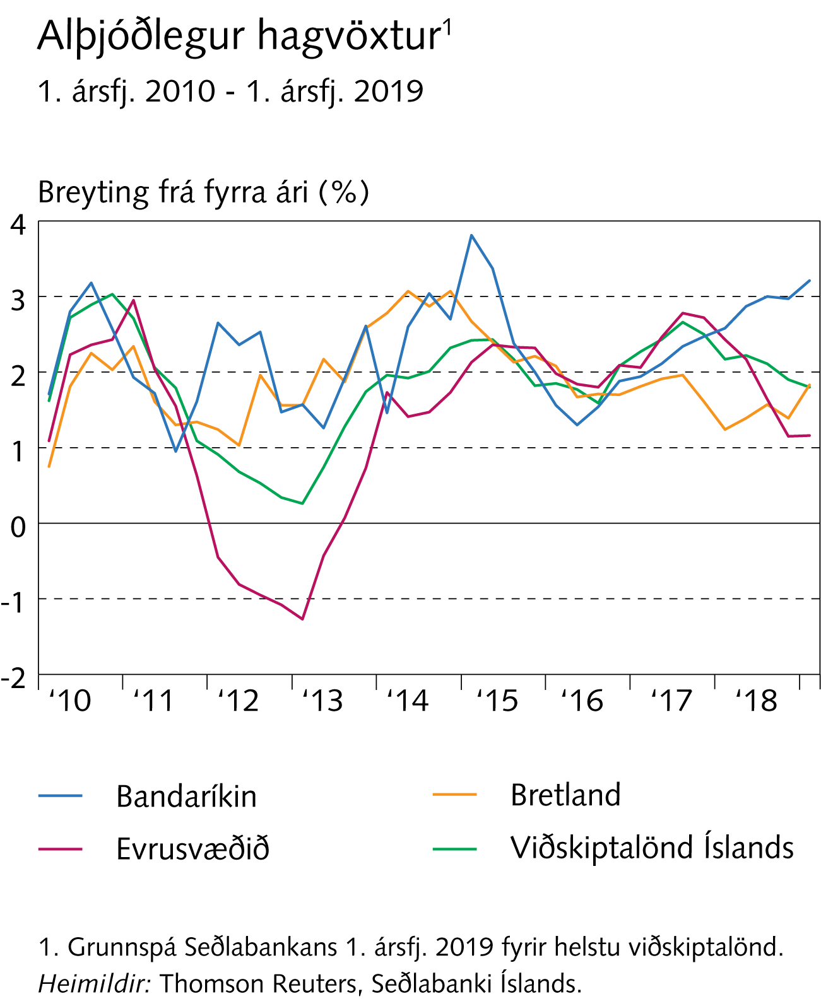 Alþjóðlegur hagvöxtur¹
1. ársfj. 2010 - 1. ársfj. 2019
Breyting frá fyrra ári (%)
4
3
2
1
0
-1
-2
‘10 ‘11 ‘12 ‘13 ‘14 ‘15 ‘16 ‘17 ‘18
Bandaríkin
Bretland
Evrusvæðið
Viðskiptalönd Íslands
1. Grunnspá Seðlabankans 1. ársfj. 2019 fyrir helstu viðskiptalönd.
Heimildir: Thomson Reuters, Seðlabanki Íslands.